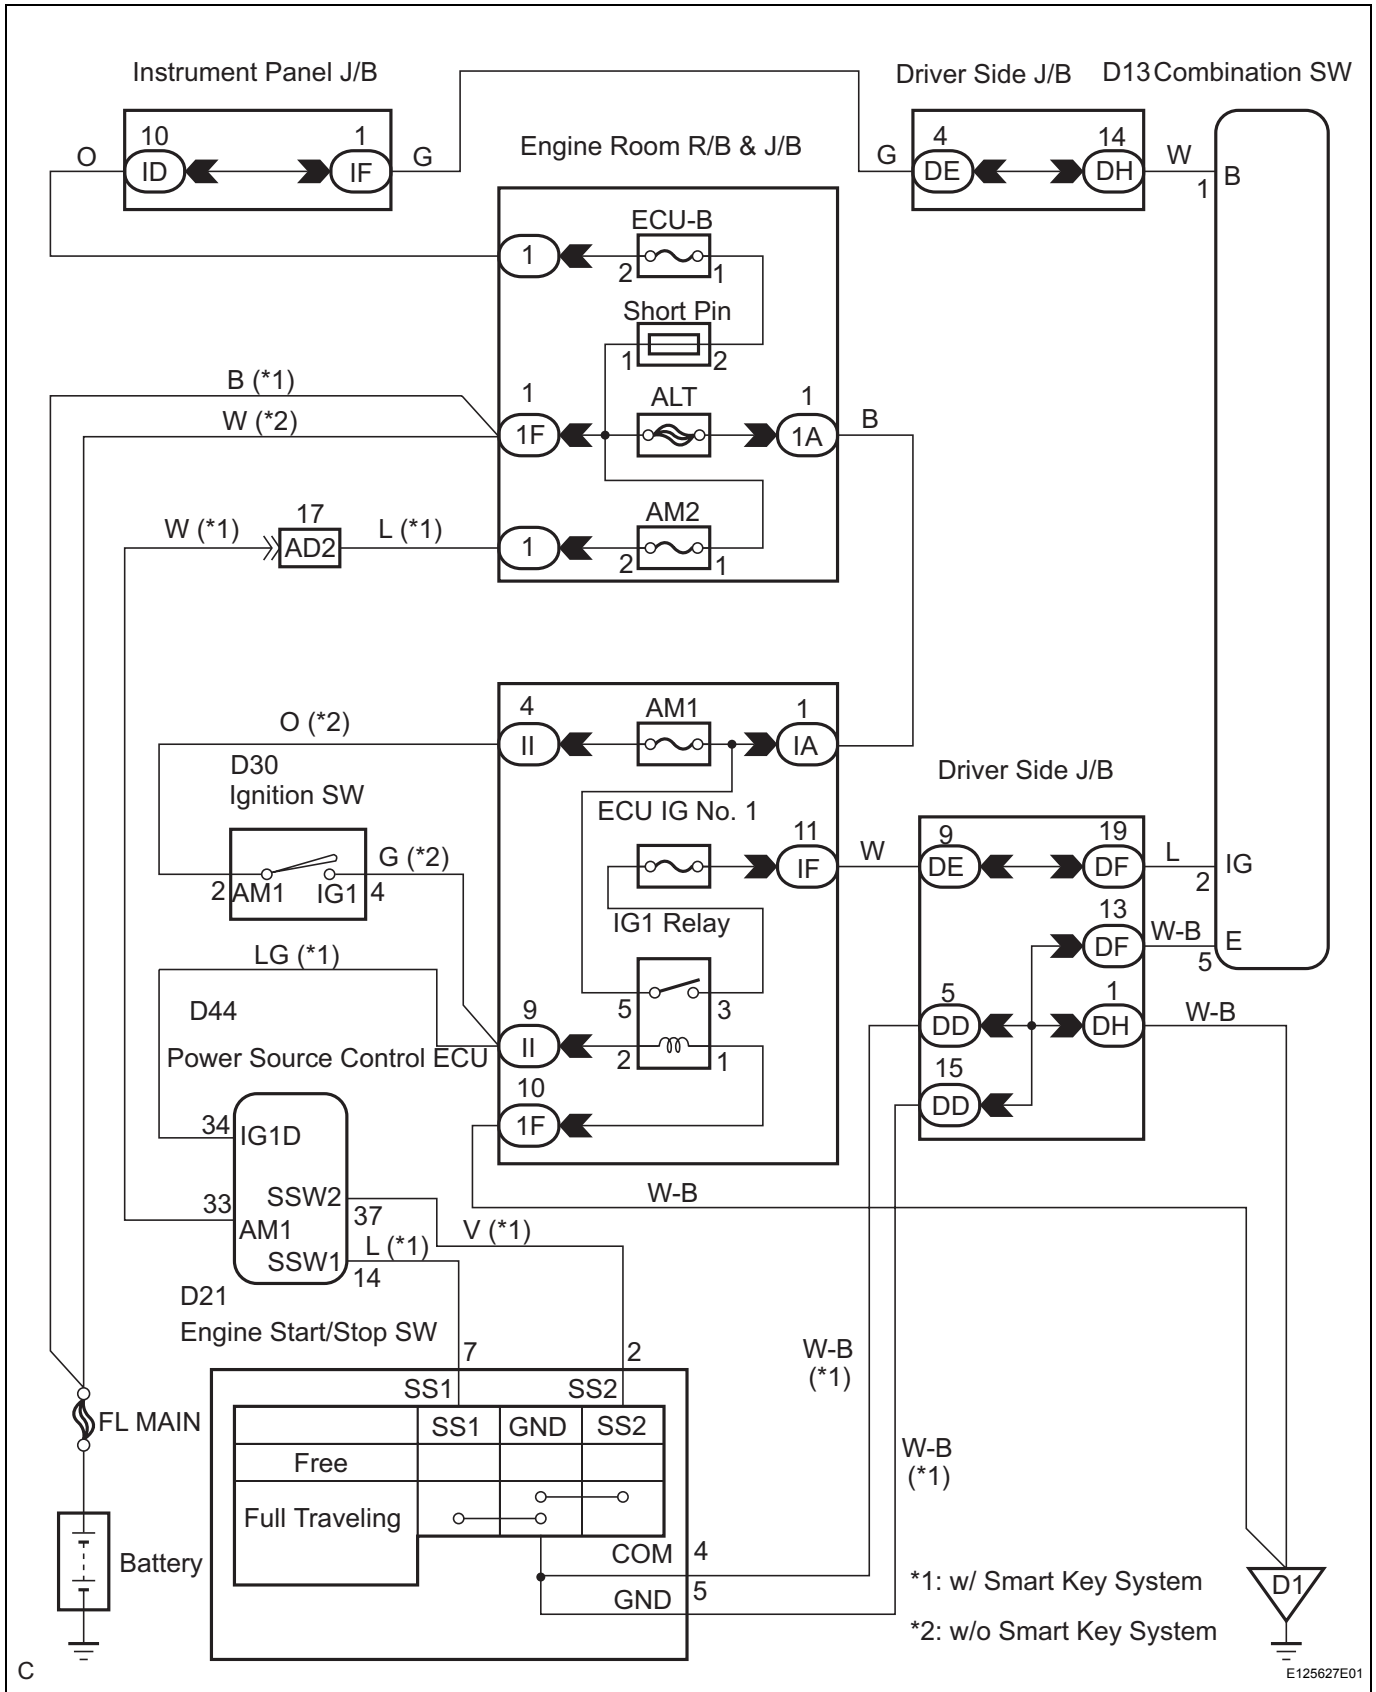 Instrument Panel J/B
Driver Side J/B
D13 Combination SW
10
1
O
ID
IF
G
Engine Room R/B & J/B
G
4
14
DE
DH
W
1
B
ECU-B
1
2
1
Short Pin
1
2
B (*1)
W (*2)
1
1F
ALT
1
1A
B
W (*1)
17
AD2
L (*1)
1
AM2
2
1
O (*2)
4
II
AM1
1
IA
D30
Ignition SW
ECU IG No. 1
Driver Side J/B
11
IF
W
9
DE
19
DF
L
2
IG
2
AM1
IG1
4
G (*2)
IG1 Relay
13
DF
W-B
5
E
LG (*1)
5
3
D44
Power Source Control ECU
9
II
2
1
5
DD
1
DH
W-B
10
1F
15
DD
34
IG1D
33
AM1
SSW2
37
SSW1
14
W-B
V (*1)
L (*1)
D21
Engine Start/Stop SW
7
2
SS1
SS2
W-B
(*1)
FL MAIN
SS1
GND
SS2
Free
Full Traveling
W-B
(*1)
Battery
COM
4
GND
5
*1: w/ Smart Key System
*2: w/o Smart Key System
D1
C
E125627E01